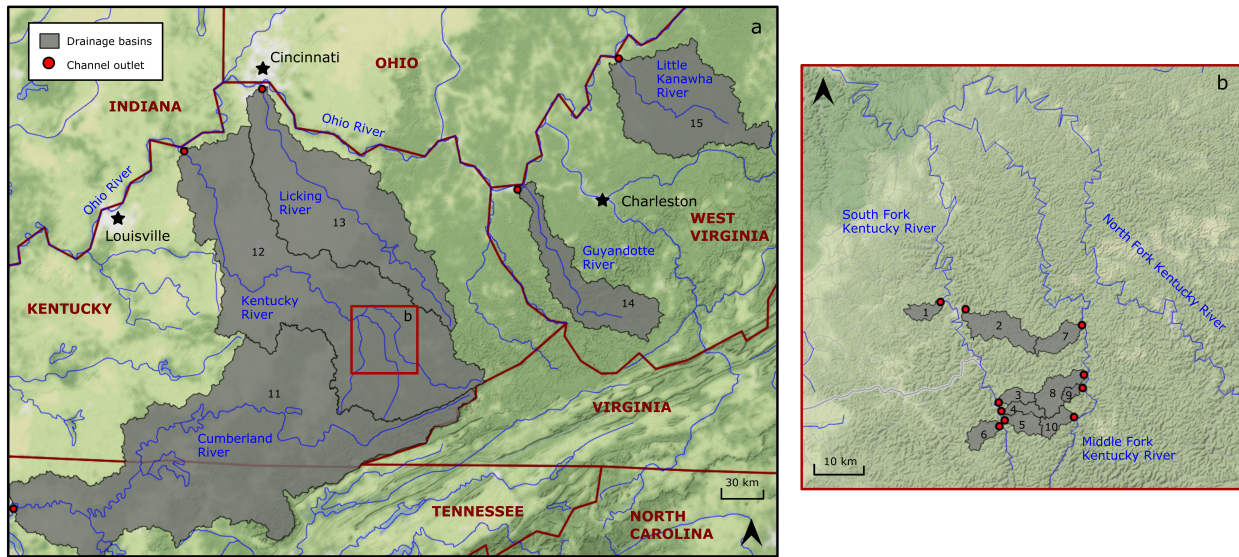 a
Drainage basins
Channel outlet
Cincinnati
OHIO
Little
Kanawha
River
INDIANA
Ohio River
15
Ohio River
Licking
River
13
Charleston
WEST
VIRGINIA
Louisville
12
Guyandotte
River
KENTUCKY
Kentucky
River
b
14
11
VIRGINIA
Cumberland
River
30 km
TENNESSEE
NORTH
CAROLINA
b
South Fork
Kentucky River
North Fork Kentucky River
1
2
7
3
8
9
4
5
10
6
Middle Fork
Kentucky River
10 km